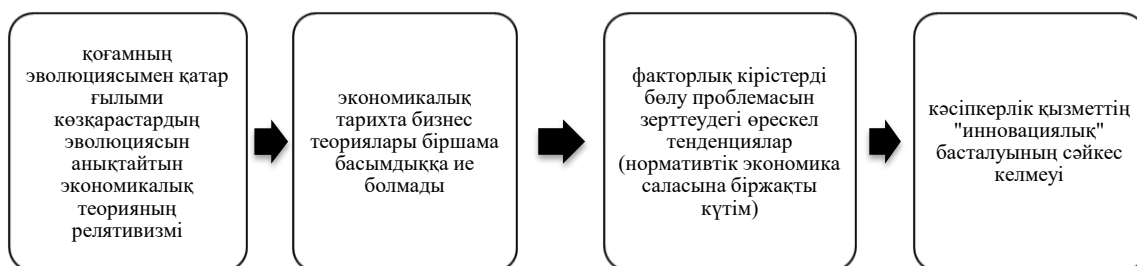 қоғамның
эволюциясымен қатар
ғылыми
көзқарастардың
эволюциясын
анықтайтын
экономикалық
теорияның
релятивизмі
экономикалық
тарихта бизнес
теориялары біршама
басымдыққа ие
болмады
факторлық кірістерді
бөлу проблемасын
зерттеудегі өрескел
тенденциялар
(нормативтік экономика
саласына біржақты
күтім)
кәсіпкерлік қызметтің
"инновациялық"
басталуының сәйкес
келмеуі